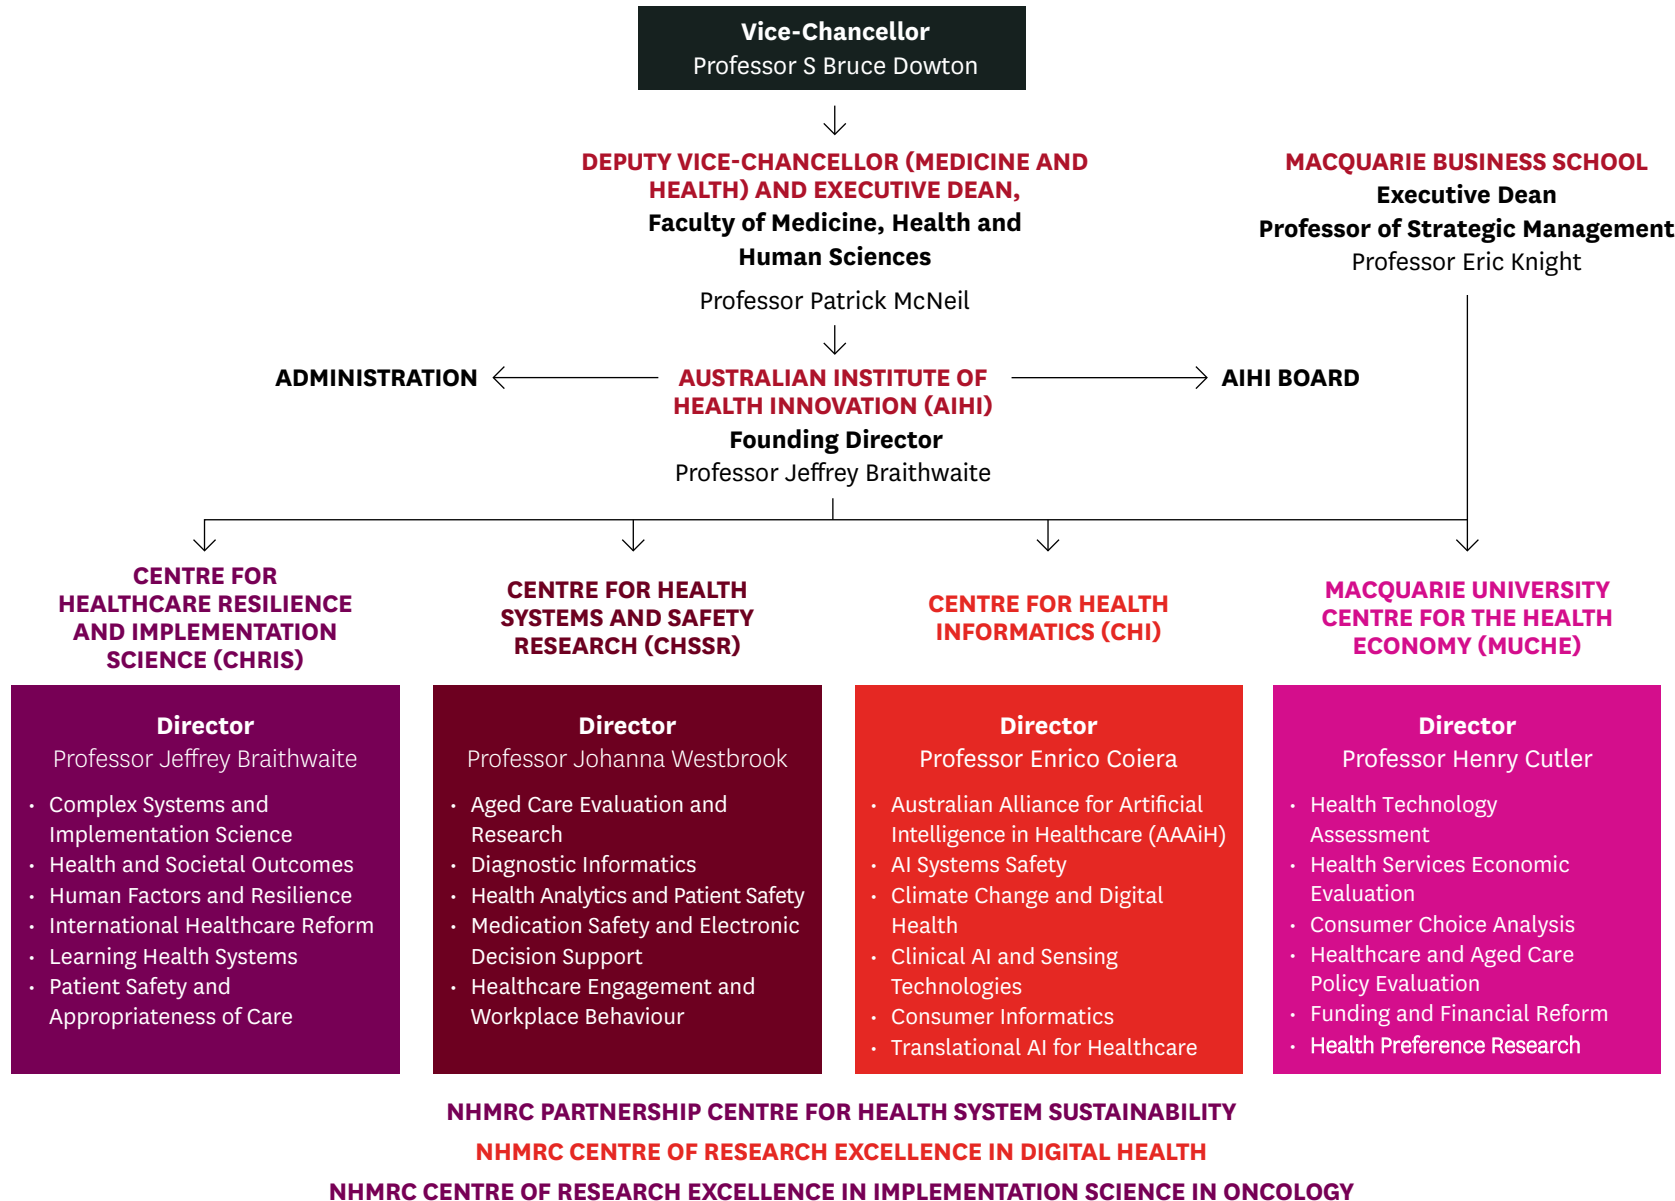 Vice-Chancellor
Professor S Bruce Dowton
DEPUTY VICE-CHANCELLOR (MEDICINE AND
HEALTH) AND EXECUTIVE DEAN,
Faculty of Medicine, Health and
Human Sciences
Professor Patrick McNeil
MACQUARIE BUSINESS SCHOOL
Executive Dean
Professor of Strategic Management
Professor Eric Knight
ADMINISTRATION
AUSTRALIAN INSTITUTE OF
HEALTH INNOVATION (AIHI)
Founding Director
Professor Jeffrey Braithwaite
AIHI BOARD
CENTRE FOR
HEALTHCARE RESILIENCE
AND IMPLEMENTATION
SCIENCE (CHRIS)
Director
Professor Jeffrey Braithwaite
• Complex Systems and
Implementation Science
• Health and Societal Outcomes
• Human Factors and Resilience
• International Healthcare Reform
• Learning Health Systems
• Patient Safety and
Appropriateness of Care
CENTRE FOR HEALTH
SYSTEMS AND SAFETY
RESEARCH (CHSSR)
Director
Professor Johanna Westbrook
• Aged Care Evaluation and
Research
• Diagnostic Informatics
• Health Analytics and Patient Safety
• Medication Safety and Electronic
Decision Support
• Healthcare Engagement and
Workplace Behaviour
CENTRE FOR HEALTH
INFORMATICS (CHI)
Director
Professor Enrico Coiera
• Australian Alliance for Artificial
Intelligence in Healthcare (AAAiH)
• AI Systems Safety
• Climate Change and Digital
Health
• Clinical AI and Sensing
Technologies
• Consumer Informatics
• Translational AI for Healthcare
MACQUARIE UNIVERSITY
CENTRE FOR THE HEALTH
ECONOMY (MUCHE)
Director
Professor Henry Cutler
• Health Technology
Assessment
• Health Services Economic
Evaluation
• Consumer Choice Analysis
• Healthcare and Aged Care
Policy Evaluation
• Funding and Financial Reform
• Health Preference Research
NHMRC PARTNERSHIP CENTRE FOR HEALTH SYSTEM SUSTAINABILITY
NHMRC CENTRE OF RESEARCH EXCELLENCE IN DIGITAL HEALTH
NHMRC CENTRE OF RESEARCH EXCELLENCE IN IMPLEMENTATION SCIENCE IN ONCOLOGY